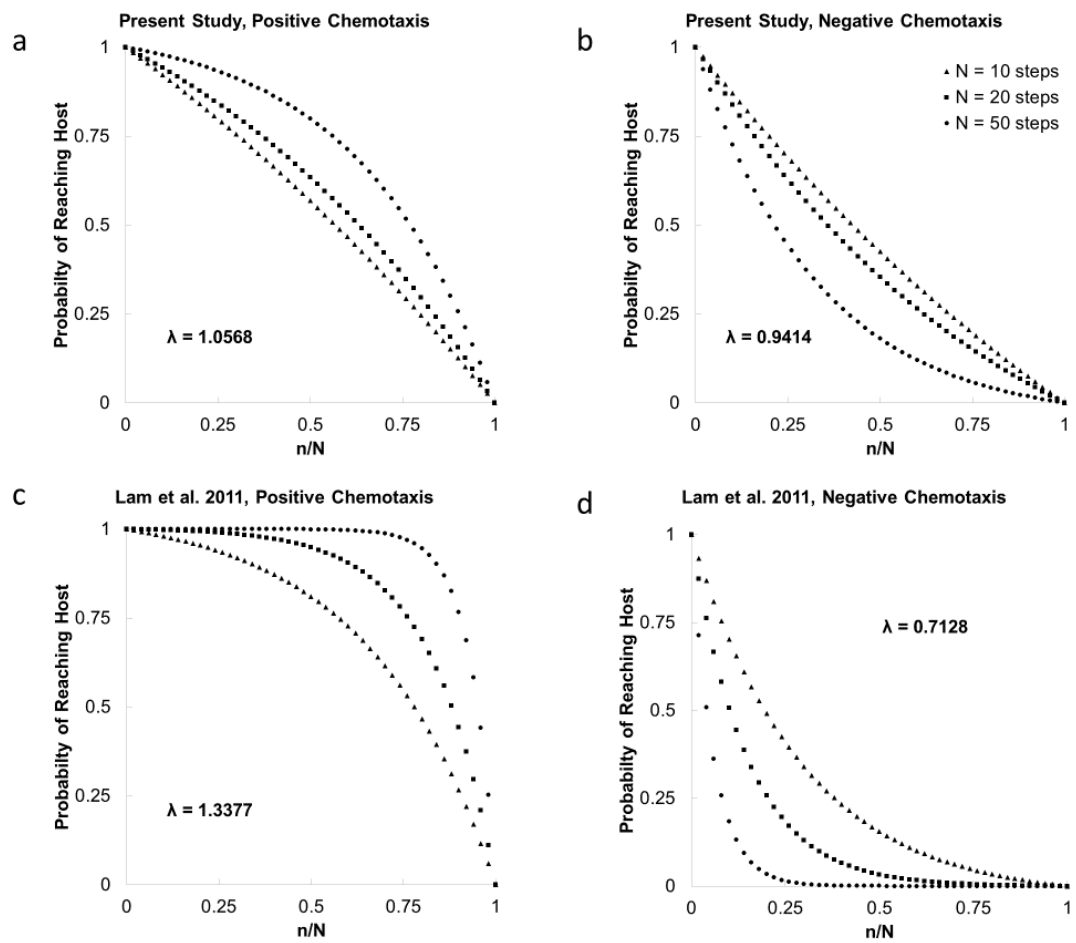 a
Present Study, Positive Chemotaxis
Probabilty of Reaching Host
1
0.75
0.5
0.25
0
λ = 1.0568
0
0.25
0.5
0.75
1
n/N
b
Present Study, Negative Chemotaxis
Probabilty of Reaching Host
1
0.75
0.5
0.25
0
N = 10 steps
N = 20 steps
N = 50 steps
λ = 0.9414
0
0.25
0.5
0.75
1
n/N
c
Lam et al. 2011, Positive Chemotaxis
Probabilty of Reaching Host
1
0.75
0.5
0.25
0
λ = 1.3377
0
0.25
0.5
0.75
1
n/N
d
Lam et al. 2011, Negative Chemotaxis
Probabilty of Reaching Host
1
0.75
0.5
0.25
0
λ = 0.7128
0
0.25
0.5
0.75
1
n/N